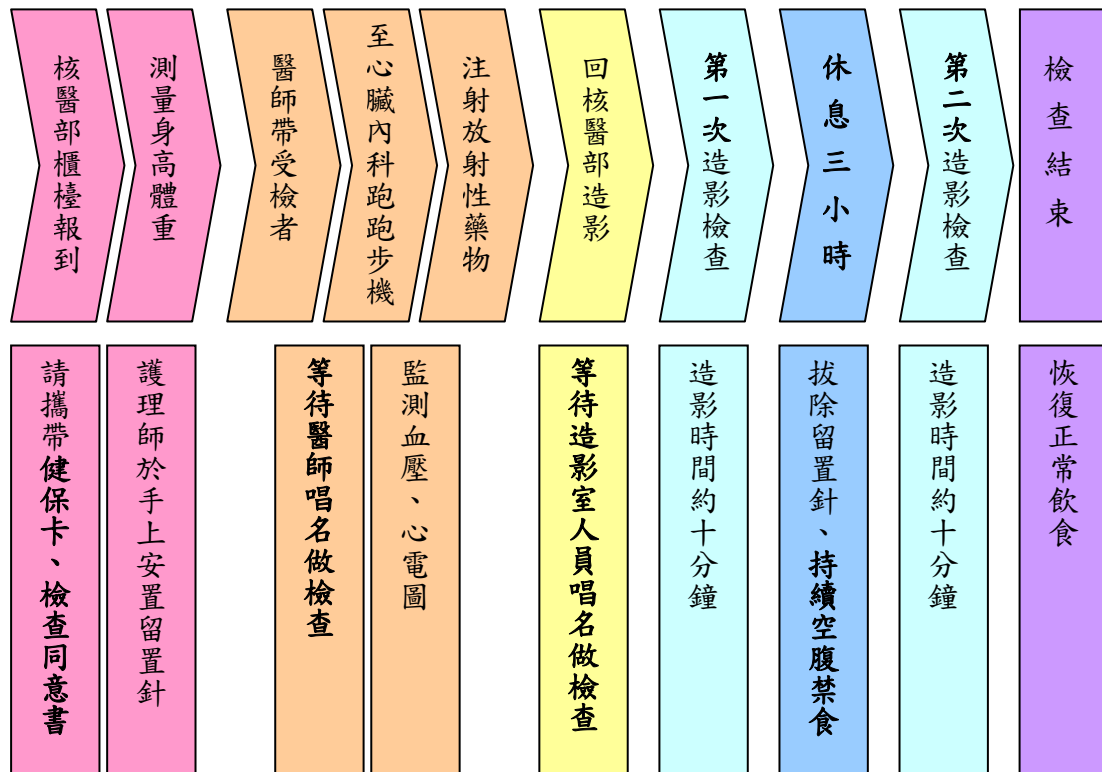 核醫部櫃檯報到
測量身高體重
醫師帶受檢者
至心臟內科跑跑步機
注射放射性藥物
回核醫部造影
第一次造影檢查
休息三小時
第二次造影檢查
檢查結束
請攜帶健保卡、檢查同意書
護理師於手上安置留置針
等待醫師唱名做檢查
監測血壓、心電圖
等待造影室人員唱名做檢查
造影時間約十分鐘
拔除留置針、持續空腹禁食
造影時間約十分鐘
恢復正常飲食